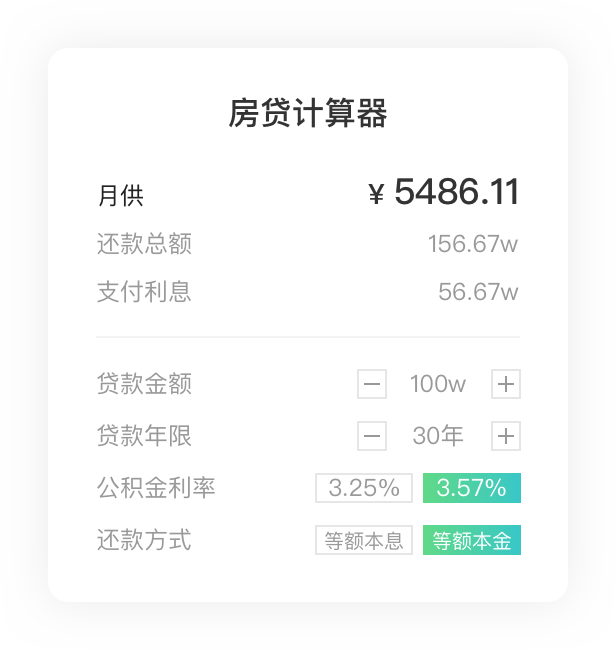 房贷计算器
月供 ¥ 5486.11
还款总额 156.67w
支付利息 56.67w
贷款金额 － 100w ＋
贷款年限 － 30年 ＋
公积金利率 3.25% 3.57%
还款方式 等额本息 等额本金